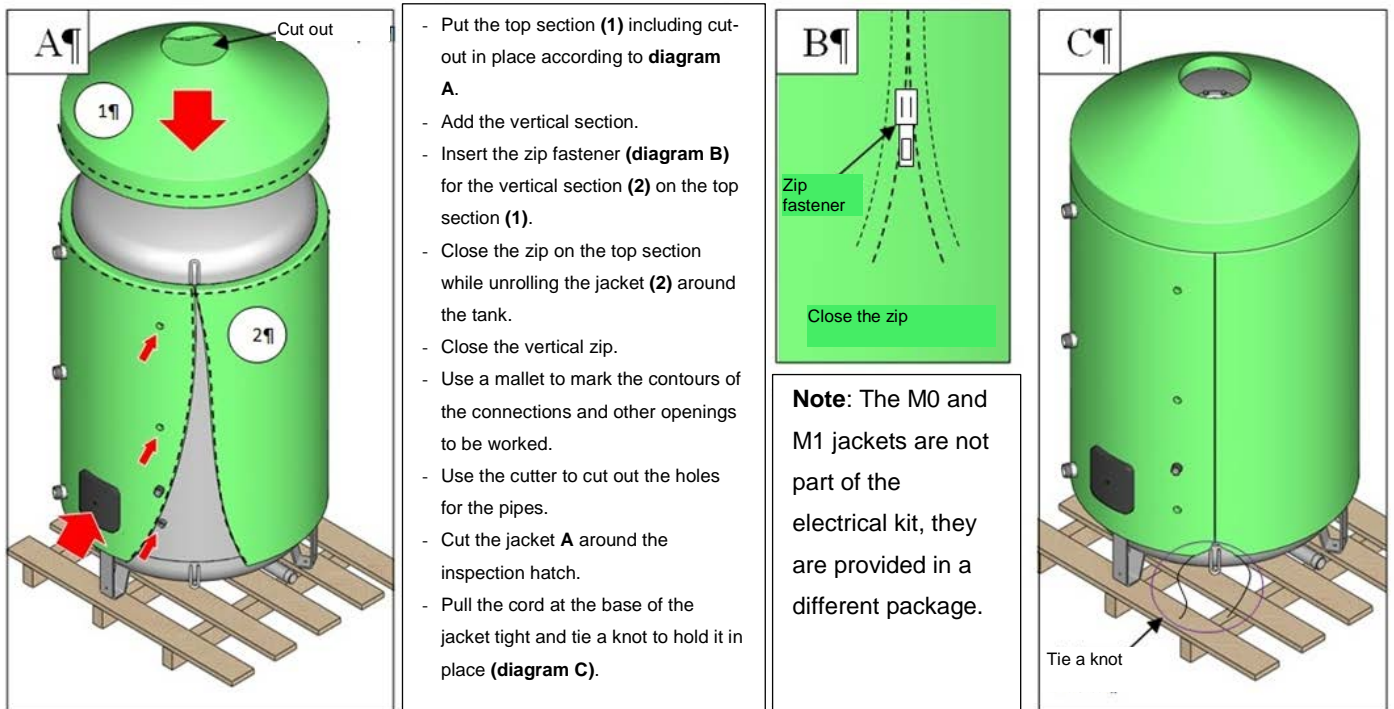 A¶
Cut out
1¶
2¶
- Put the top section (1) including cut-
out in place according to diagram
A.
- Add the vertical section.
- Insert the zip fastener (diagram B)
for the vertical section (2) on the top
section (1).
- Close the zip on the top section
while unrolling the jacket (2) around
the tank.
- Close the vertical zip.
- Use a mallet to mark the contours of
the connections and other openings
to be worked.
- Use the cutter to cut out the holes
for the pipes.
- Cut the jacket A around the
inspection hatch.
- Pull the cord at the base of the
jacket tight and tie a knot to hold it in
place (diagram C).
B¶
Zip
fastener
Close the zip
Note: The M0 and
M1 jackets are not
part of the
electrical kit, they
are provided in a
different package.
C¶
Tie a knot